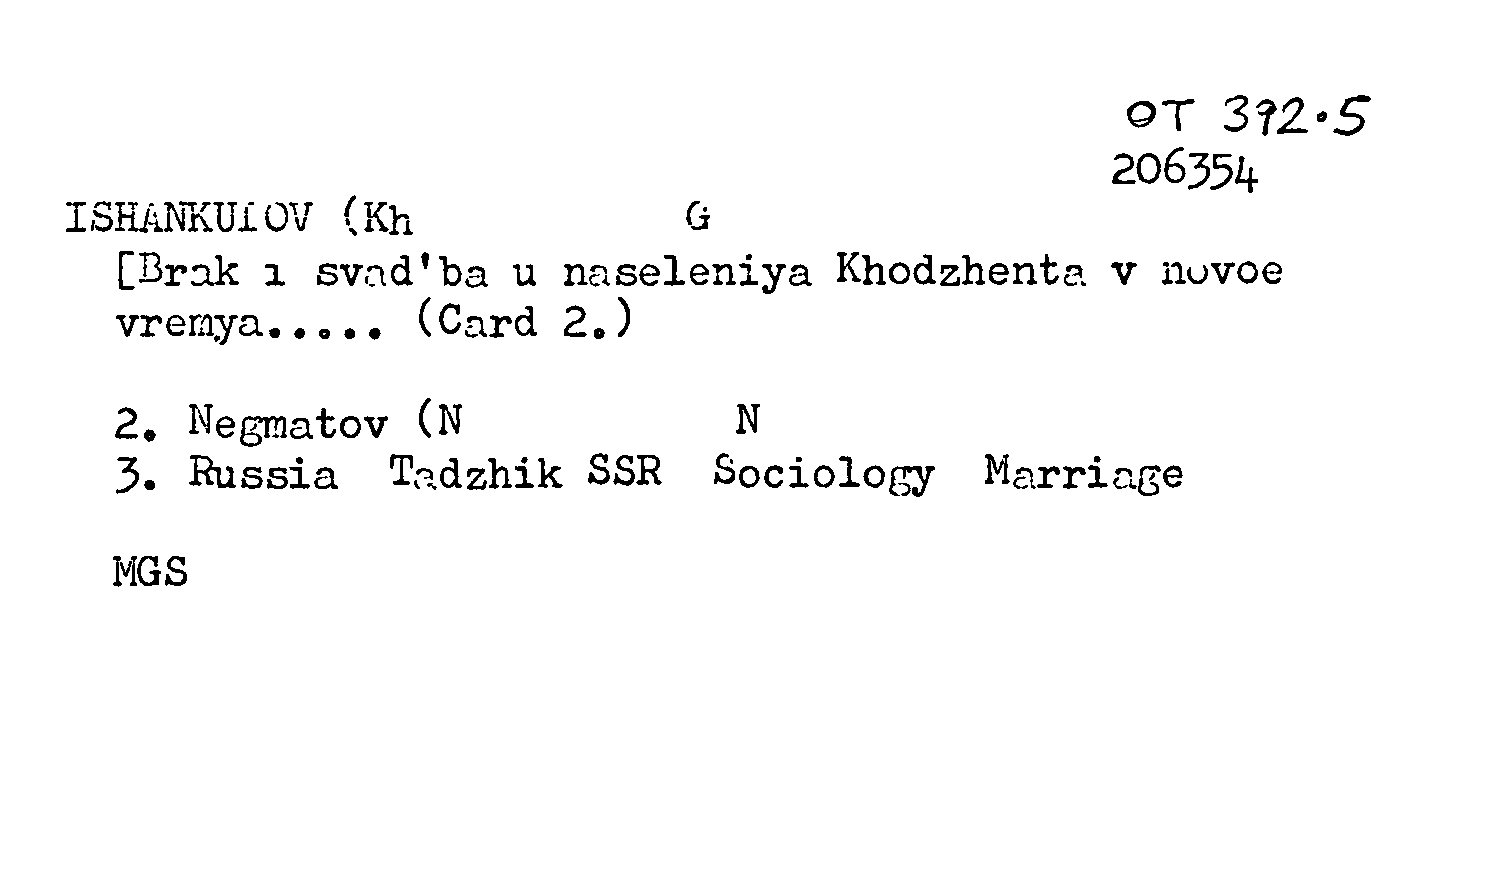 OT 392.5
206354
ISHANKULOV (Kh G
[Brak i svad'ba u naseleniya Khodzhenta v novoe
vremya..... (Card 2.)
2. Negmatov (N N
3. Russia Tadzhik SSR Sociology Marriage
MGS